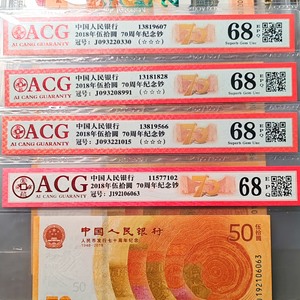 ACG
AI CANG GUARANTY
中国人民银行 13819607
2018年伍拾圆 70周年纪念钞
冠号: J093220330 (☆☆☆)
68 EPQ
Superb Gem Unc
ACG
AI CANG GUARANTY
中国人民银行 13181828
2018年伍拾圆 70周年纪念钞
冠号: J093208991 (☆☆☆)
68 EPQ
Superb Gem Unc
ACG
AI CANG GUARANTY
中国人民银行 13819566
2018年伍拾圆 70周年纪念钞
冠号: J093221015 (☆☆☆)
68 EPQ
Superb Gem Unc
ACG
AI CANG GUARANTY
中国人民银行 11577102
2018年伍拾圆 70周年纪念钞
冠号: J192106063
68 EPQ
中国人民银行
人民币发行七十周年纪念
1948-2018
50
伍拾圆
J192106063
50